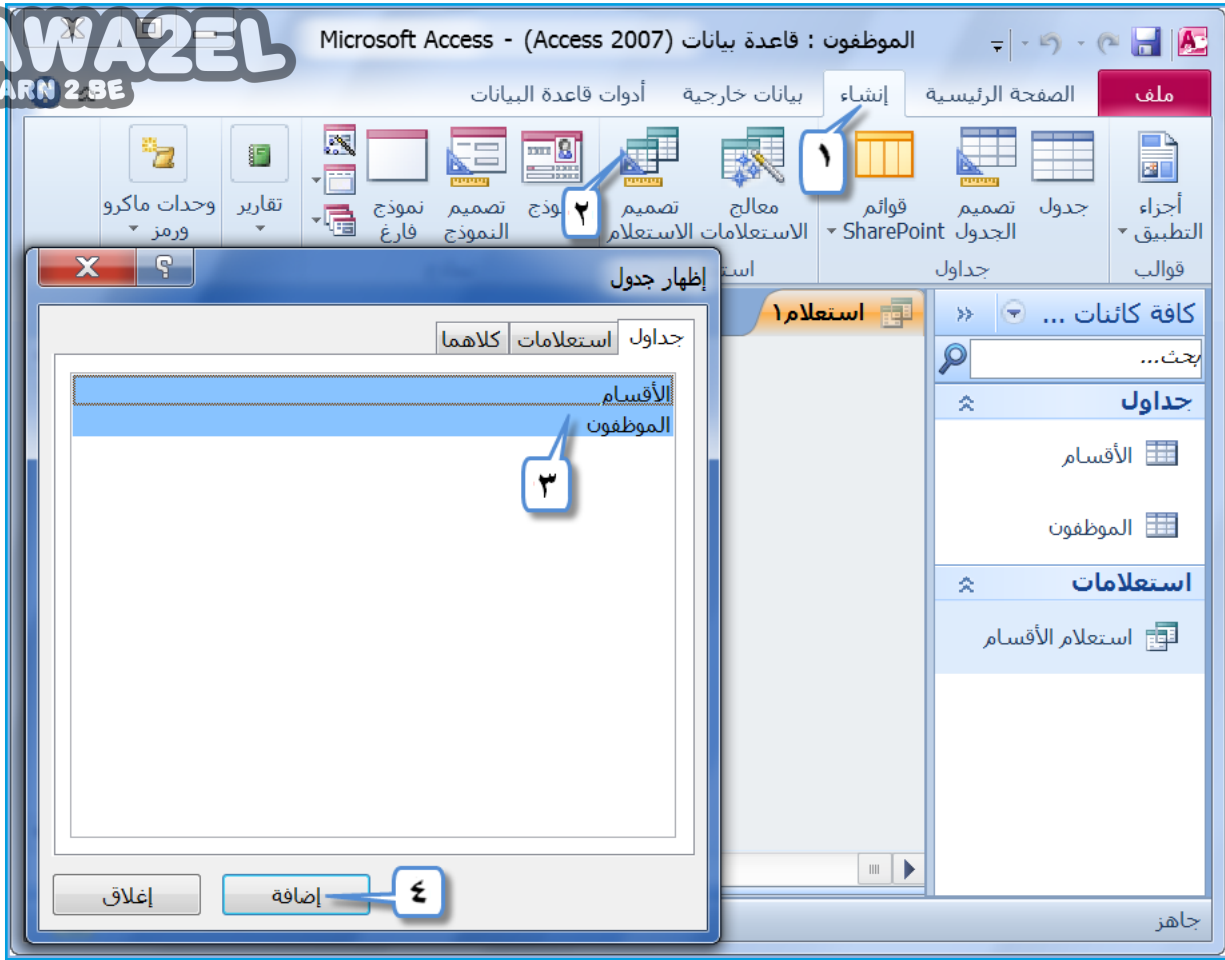 AWA2EL
ARN 2 BE
الموظفون : قاعدة بيانات (Access 2007) - Microsoft Access
ملف
الصفحة الرئيسية
إنشاء
بيانات خارجية
أدوات قاعدة البيانات
١
٢
أجزاء التطبيق
جدول
تصميم الجدول
قوائم SharePoint
معالج الاستعلامات
تصميم الاستعلام
تصميم النموذج
نموذج فارغ
تقارير
وحدات ماكرو ورمز
قوالب
جداول
كافة كائنات ...
بحث...
جداول
الأقسام
الموظفون
استعلامات
استعلام الأقسام
استعلام١
إظهار جدول
جداول
استعلامات
كلاهما
الأقسام
الموظفون
٣
٤
إضافة
إغلاق
جاهز